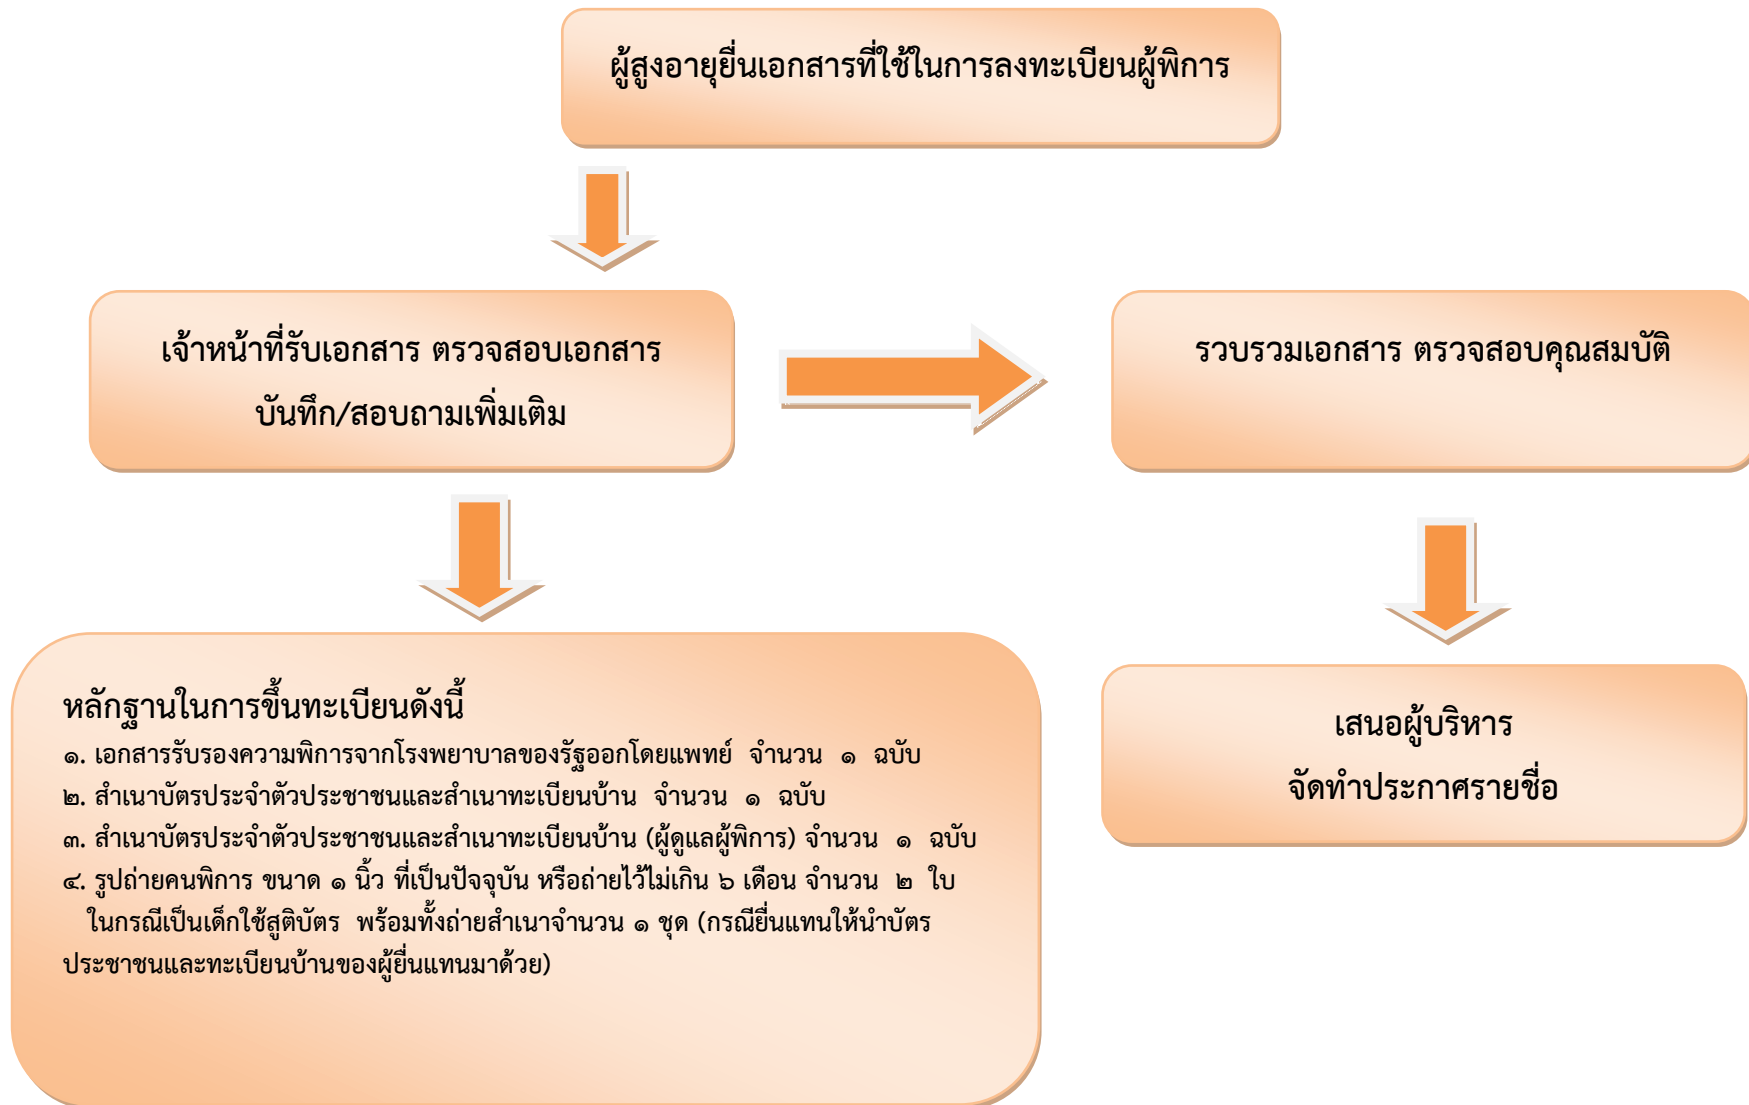 ผู้สูงอายุยื่นเอกสารที่ใช้ในการลงทะเบียนผู้พิการ
เจ้าหน้าที่รับเอกสาร ตรวจสอบเอกสาร
บันทึก/สอบถามเพิ่มเติม
รวบรวมเอกสาร ตรวจสอบคุณสมบัติ
หลักฐานในการขึ้นทะเบียนดังนี้
๑. เอกสารรับรองความพิการจากโรงพยาบาลของรัฐออกโดยแพทย์ จำนวน ๑ ฉบับ
๒. สำเนาบัตรประจำตัวประชาชนและสำเนาทะเบียนบ้าน จำนวน ๑ ฉบับ
๓. สำเนาบัตรประจำตัวประชาชนและสำเนาทะเบียนบ้าน (ผู้ดูแลผู้พิการ) จำนวน ๑ ฉบับ
๔. รูปถ่ายคนพิการ ขนาด ๑ นิ้ว ที่เป็นปัจจุบัน หรือถ่ายไว้ไม่เกิน ๖ เดือน จำนวน ๒ ใบ
ในกรณีเป็นเด็กใช้สูติบัตร พร้อมทั้งถ่ายสำเนาจำนวน ๑ ชุด (กรณียื่นแทนให้นำบัตร
ประชาชนและทะเบียนบ้านของผู้ยื่นแทนมาด้วย)
เสนอผู้บริหาร
จัดทำประกาศรายชื่อ